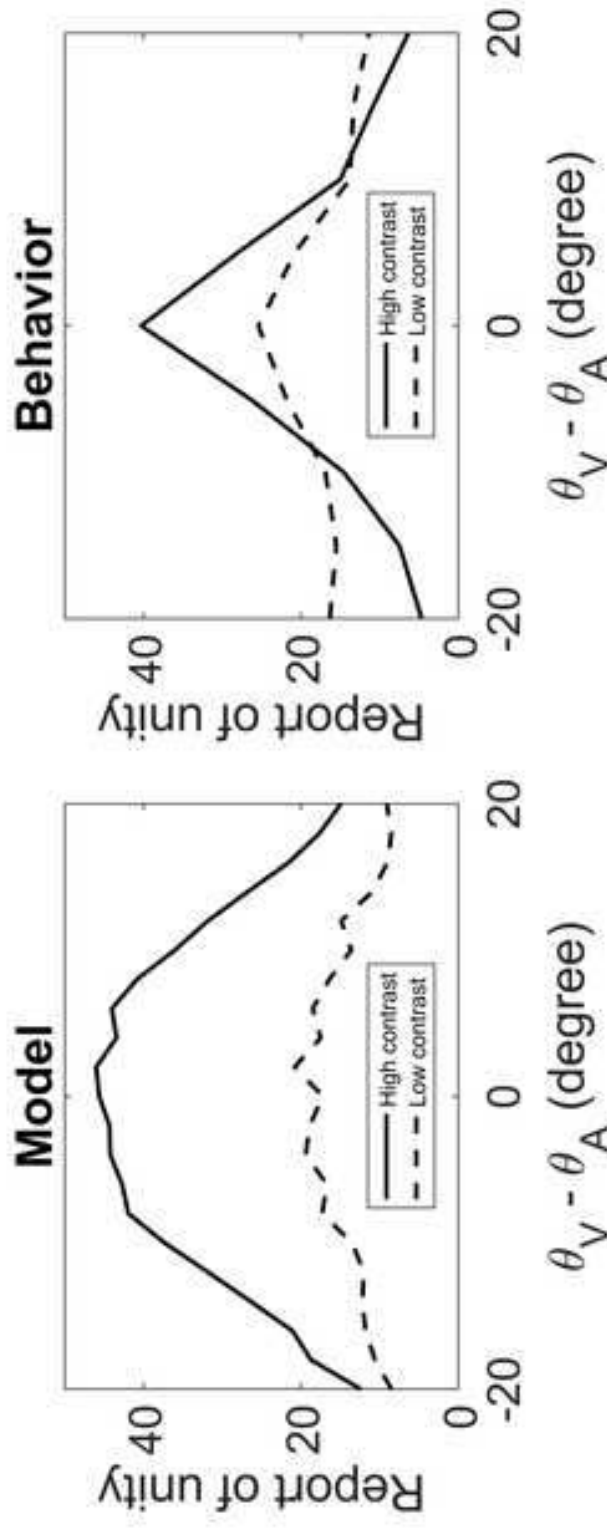 Model
Report of unity
40
20
0
-20
0
20
High contrast
Low contrast
θV - θA (degree)
Behavior
Report of unity
40
20
0
-20
0
20
High contrast
Low contrast
θV - θA (degree)